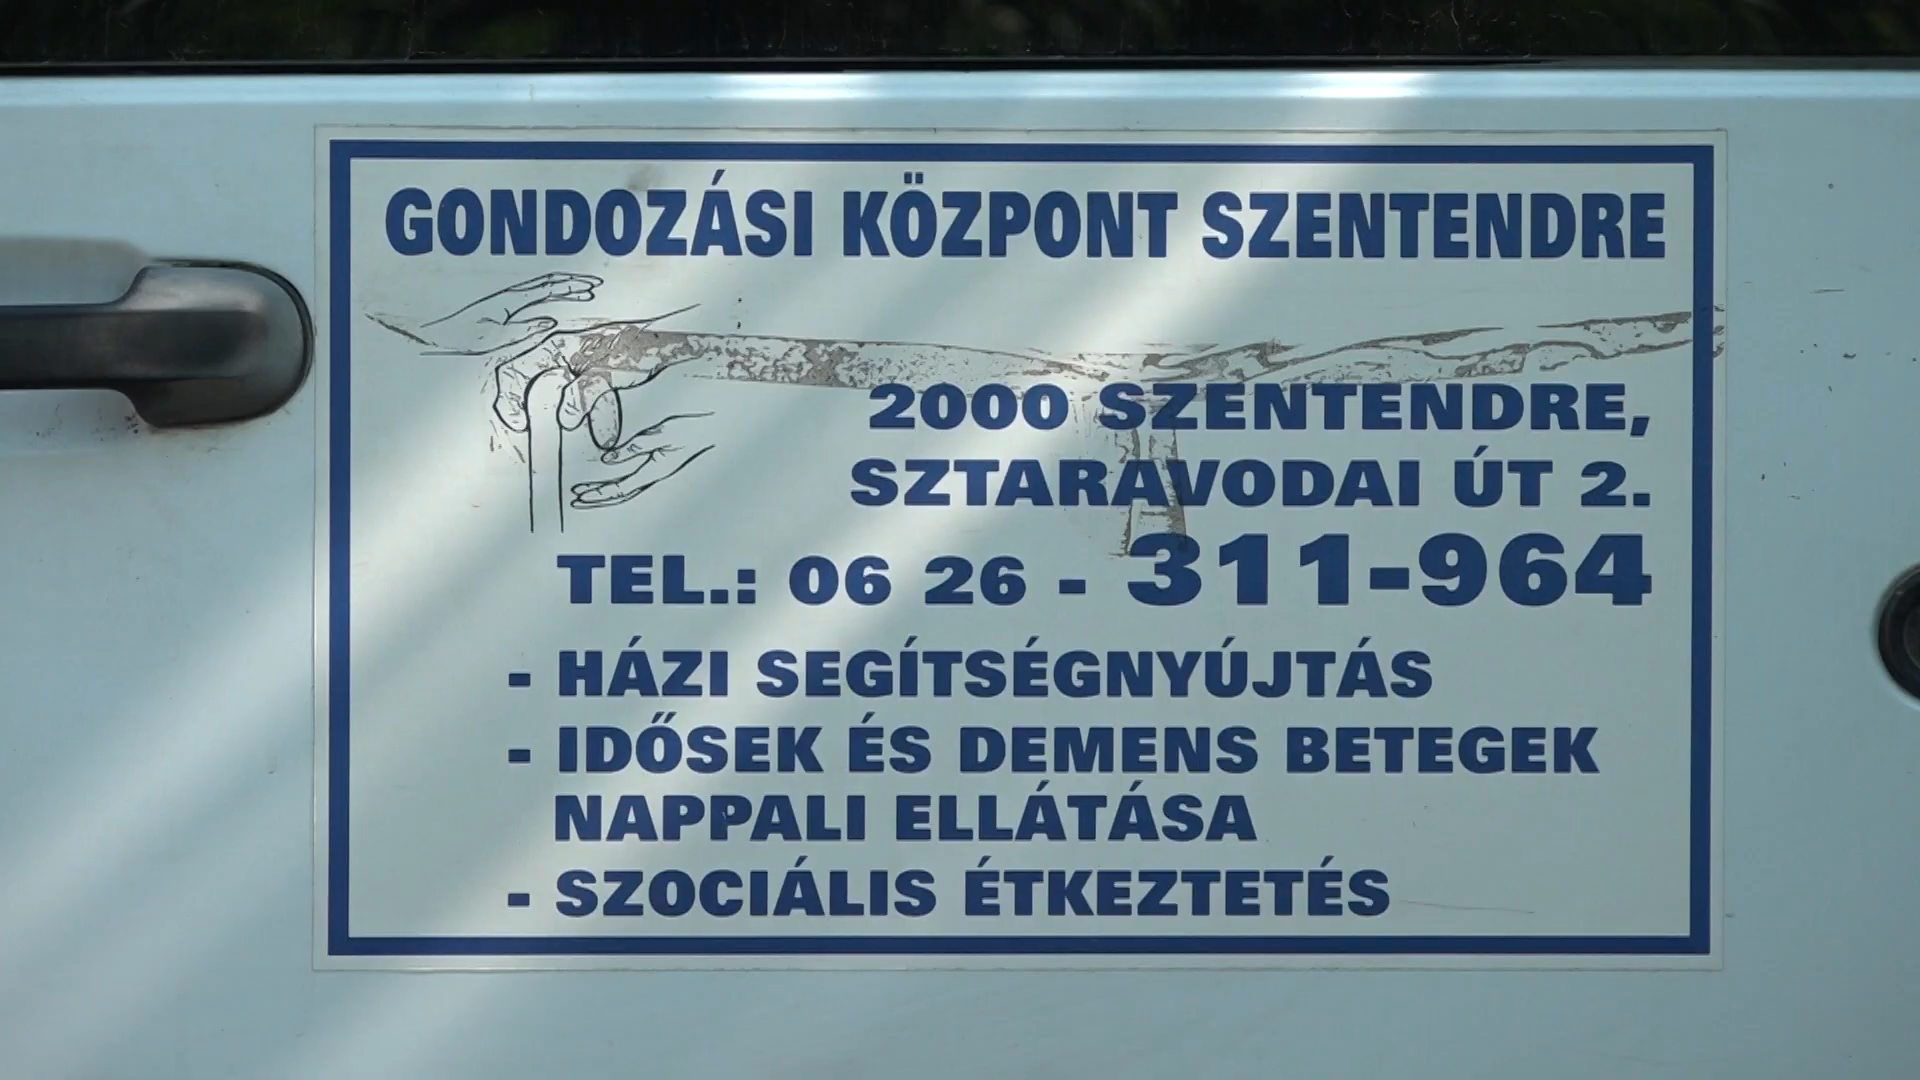 GONDOZÁSI KÖZPONT SZENTENDRE
2000 SZENTENDRE,
SZTARAVODAI ÚT 2.
TEL.: 06 26 - 311-964
- HÁZI SEGÍTSÉGNYÚJTÁS
- IDŐSEK ÉS DEMENS BETEGEK
NAPPALI ELLÁTÁSA
- SZOCIÁLIS ÉTKEZTETÉS